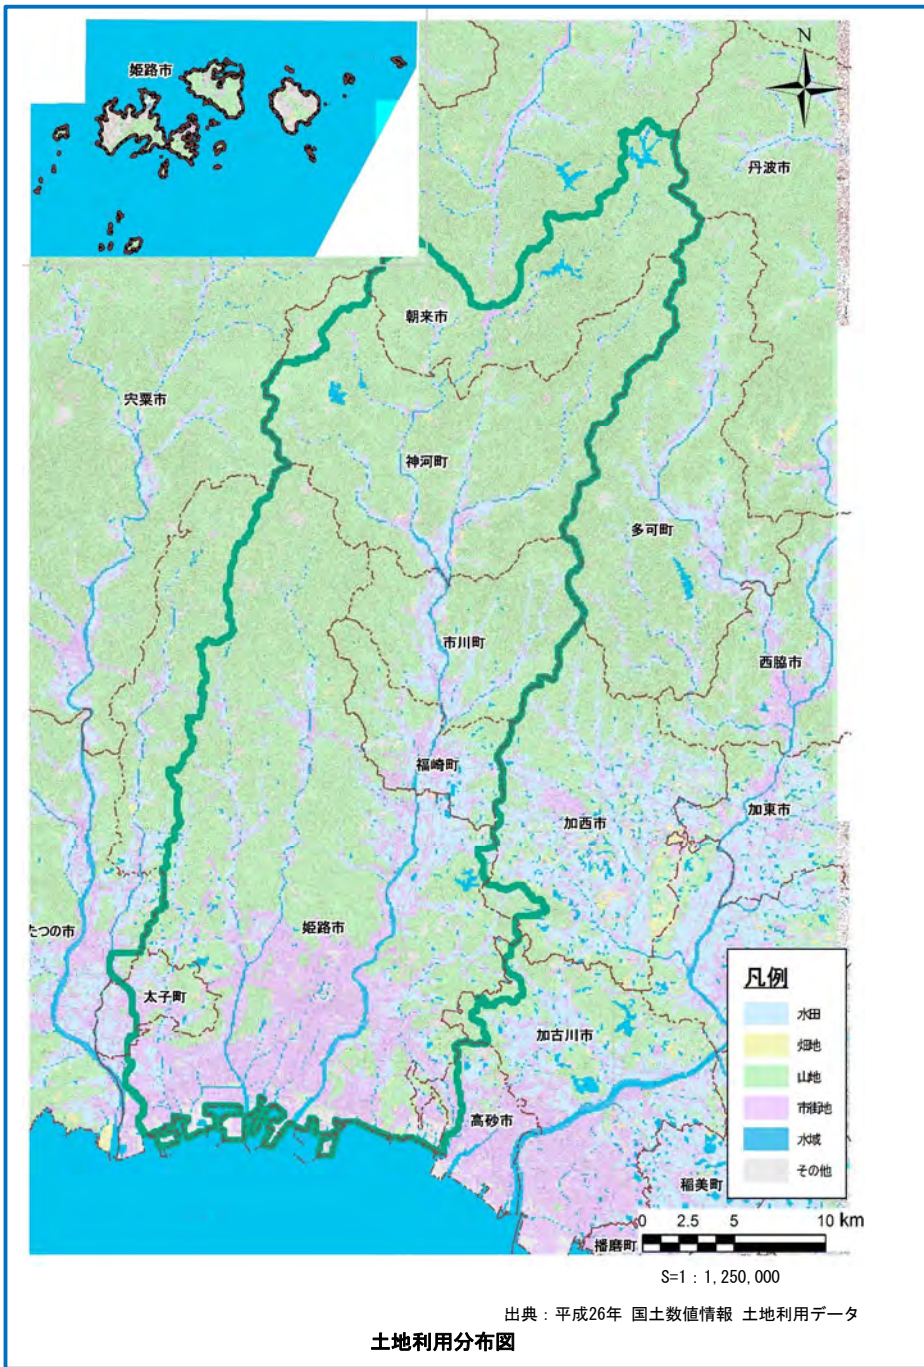 姫路市
N
丹波市
朝来市
宍粟市
神河町
多可町
市川町
西脇市
福崎町
加西市
加東市
たつの市
姫路市
太子町
加古川市
高砂市
稲美町
播磨町
凡例
水田
畑地
山地
市街地
水域
その他
0 2.5 5 10 km
S=1：1,250,000
出典：平成26年 国土数値情報 土地利用データ
土地利用分布図